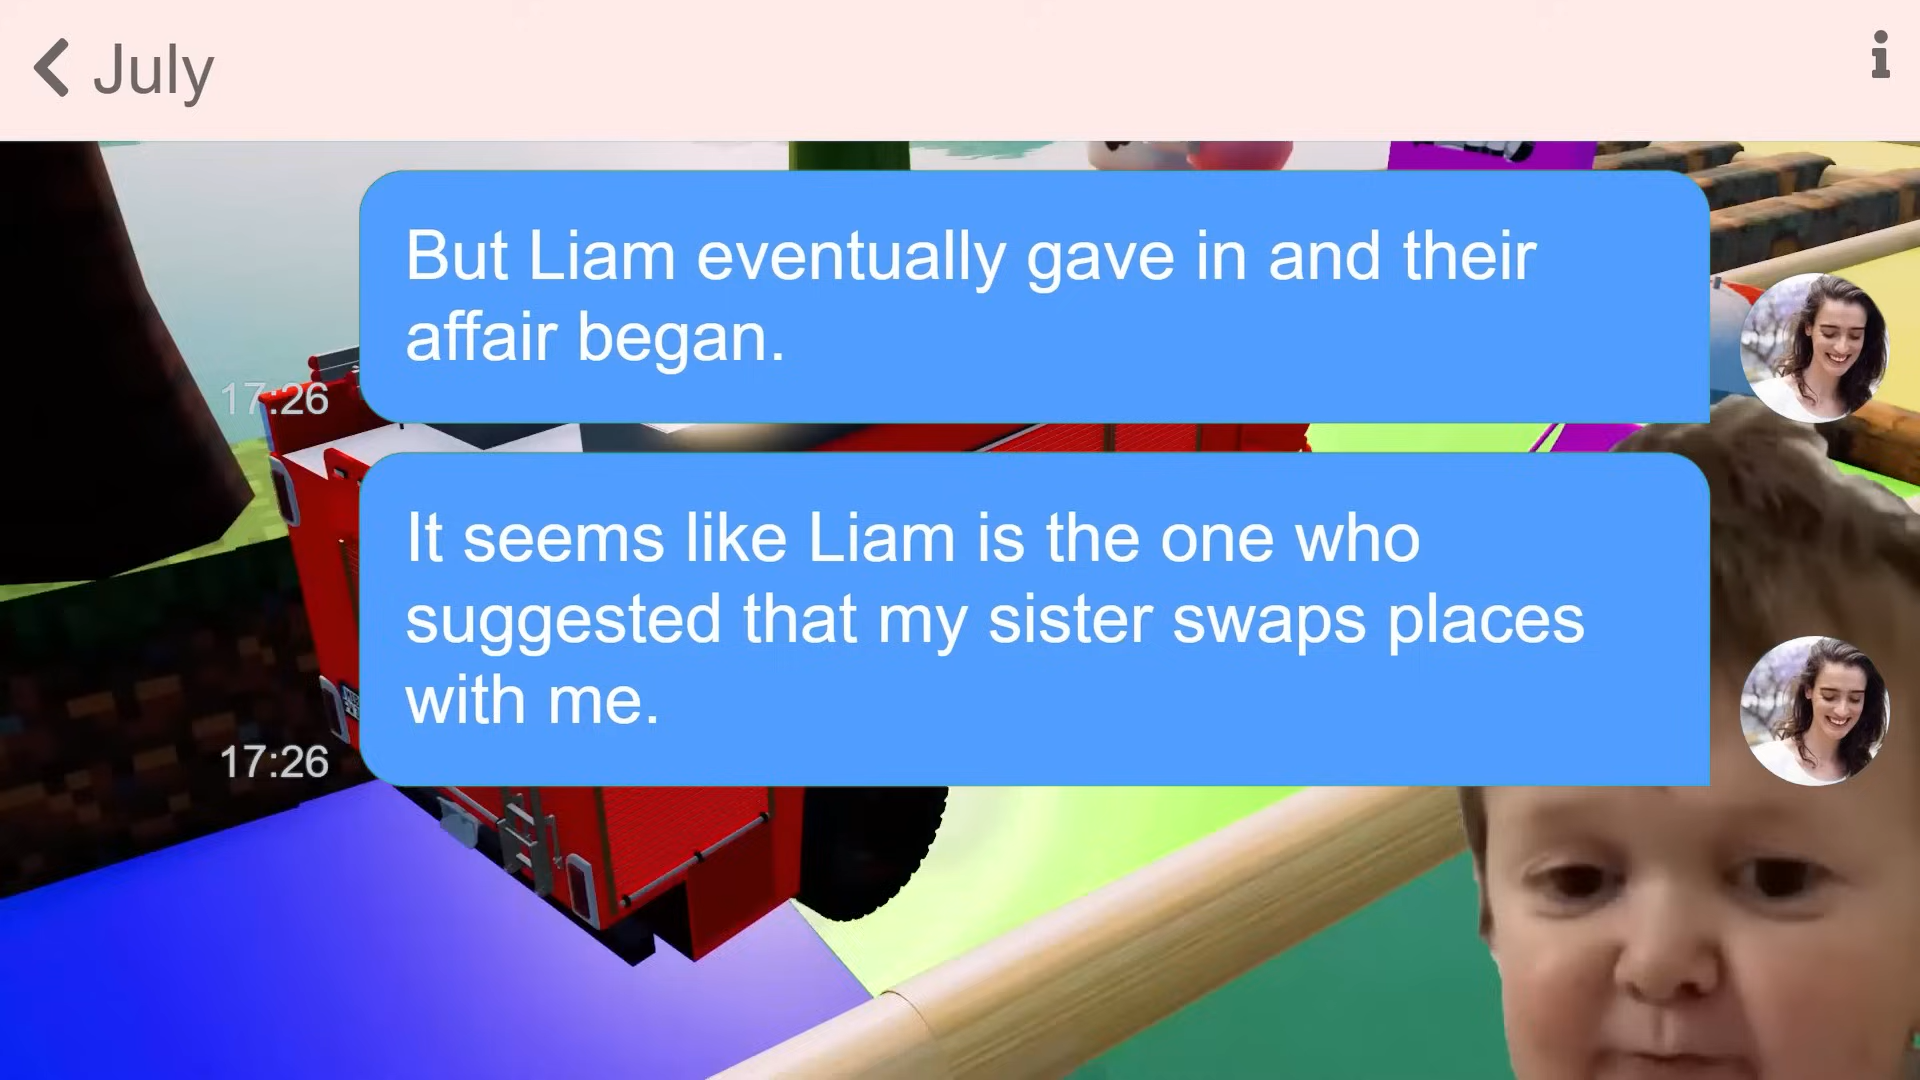 July
But Liam eventually gave in and their
affair began.
17:26
It seems like Liam is the one who
suggested that my sister swaps places
with me.
17:26